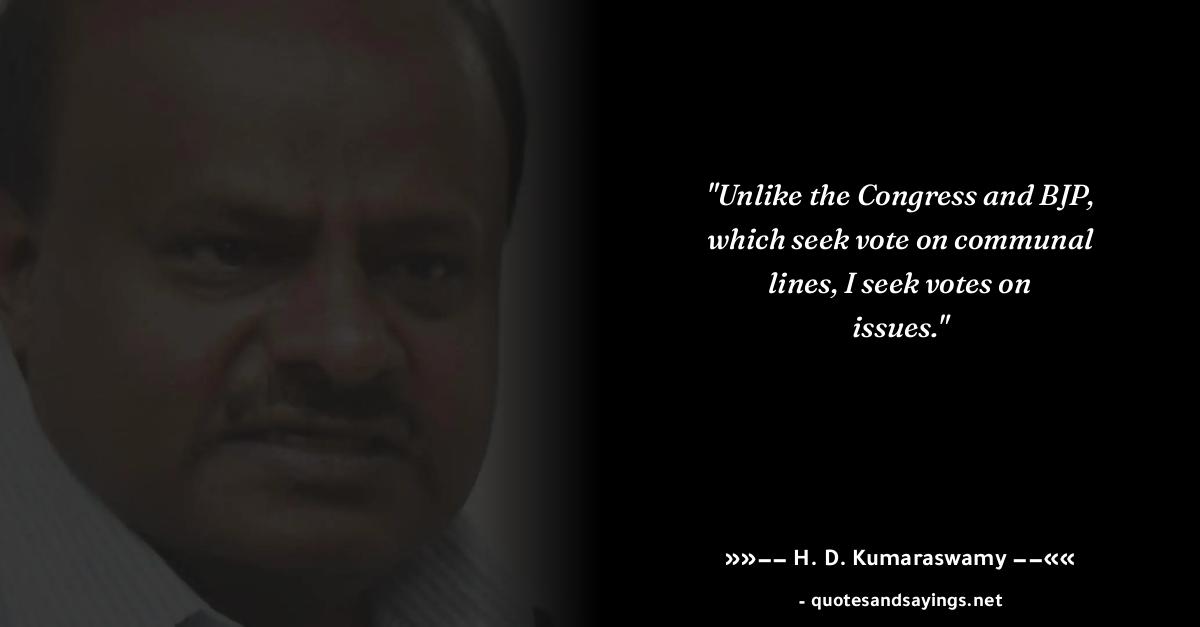 "Unlike the Congress and BJP,
which seek vote on communal
lines, I seek votes on
issues."
»»–– H. D. Kumaraswamy ––««
- quotesandsayings.net